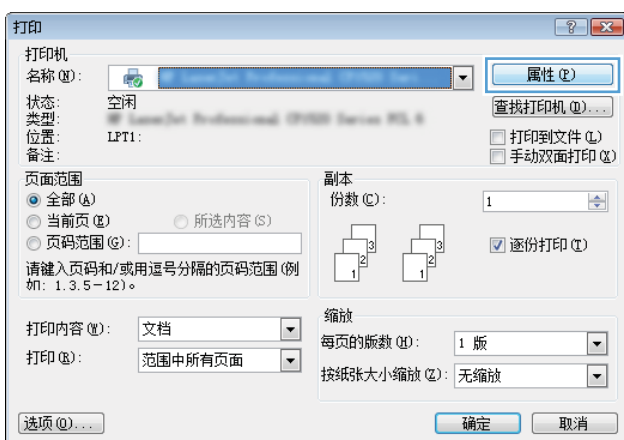 打印
打印机
名称(N):
属性(P)
状态: 空闲
类型:
查找打印机(D)...
位置: LPT1:
打印到文件(L)
备注:
手动双面打印(X)
页面范围
全部(A)
当前页(E) 所选内容(S)
页码范围(G):
请键入页码和/或用逗号分隔的页码范围(例
如: 1.3.5-12)。
副本
份数(C): 1
3 3
2 2
1 1
逐份打印(T)
打印内容(W): 文档
打印(R): 范围中所有页面
缩放
每页的版数(H): 1 版
按纸张大小缩放(Z): 无缩放
选项(O)... 确定 取消